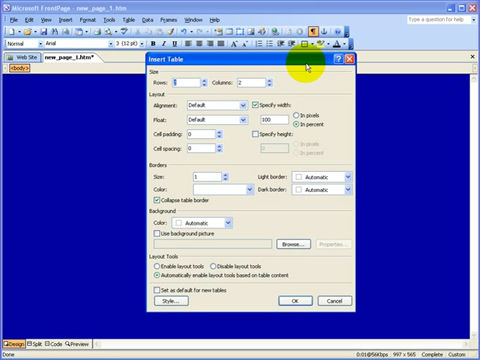 Microsoft FrontPage - new_page_1.htm
File Edit View Insert Format Tools Table Data Frames Window Help
Type a question for help
Normal Arial 3 (12 pt) B I U A
Web Site new_page_1.htm*
<body>
Insert Table
Size
Rows: Columns: 2
Layout
Alignment: Default Specify width:
Float: Default 100 In pixels
In percent
Cell padding: 0 Specify height:
Cell spacing: 0 0 In pixels
In percent
Borders
Size: 1 Light border: Automatic
Color: Dark border: Automatic
Collapse table border
Background
Color: Automatic
Use background picture
Browse... Properties...
Layout Tools
Enable layout tools Disable layout tools
Automatically enable layout tools based on table content
Set as default for new tables
Style... OK Cancel
Design Split Code Preview
Done 0:01@56Kbps 997 x 565 Complete Custom